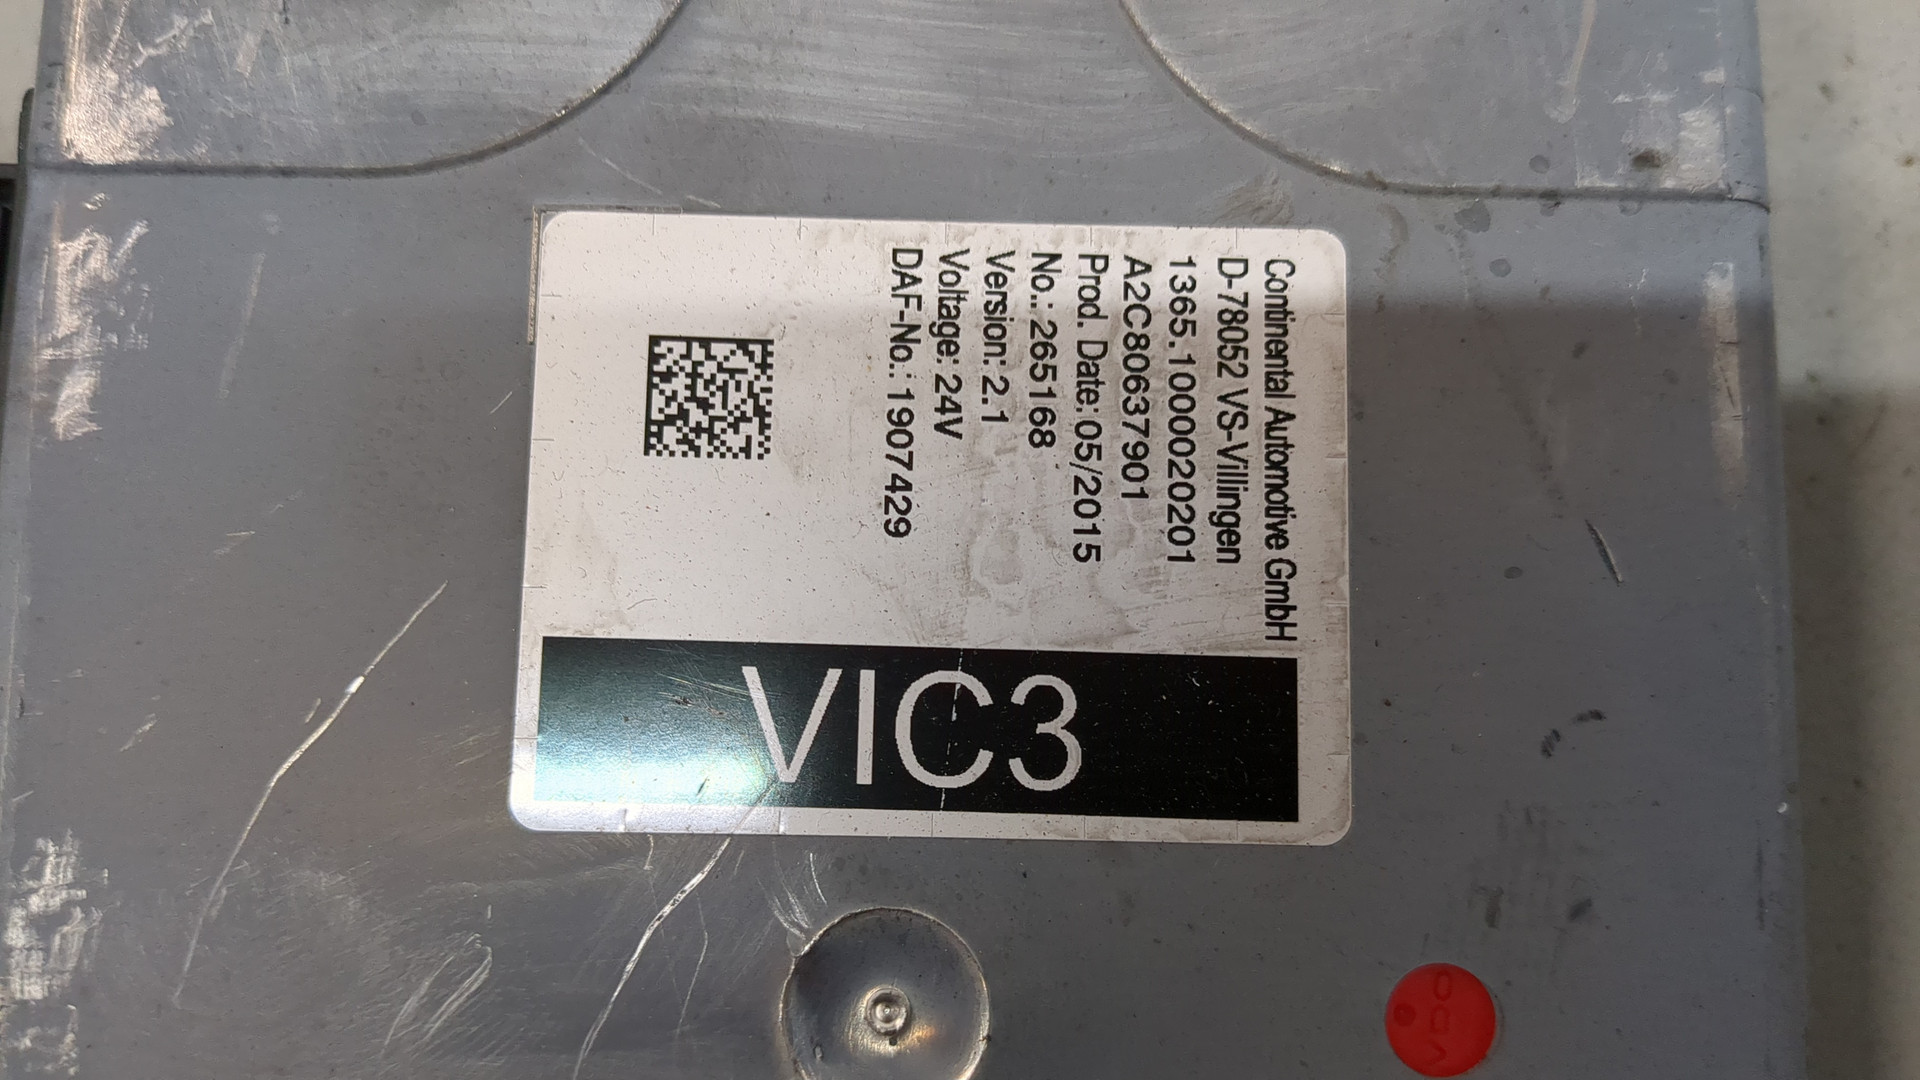 Continental Automotive GmbH
D-78052 VS-Villingen
1365.1000020201
A2C80637901
Prod. Date: 05/2015
No.: 265168
Version: 2.1
Voltage: 24V
DAF-No.: 1907429
VIC3
VDO